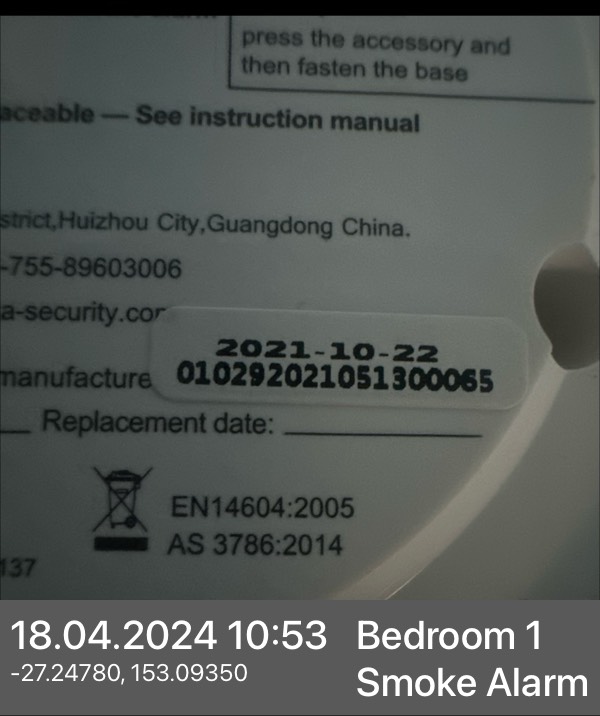 press the accessory and
then fasten the base
aceable — See instruction manual
strict,Huizhou City,Guangdong China.
-755-89603006
a-security.cor
2021-10-22
manufacture
010292021051300065
Replacement date:
EN14604:2005
AS 3786:2014
137
18.04.2024 10:53
-27.24780, 153.09350
Bedroom 1
Smoke Alarm